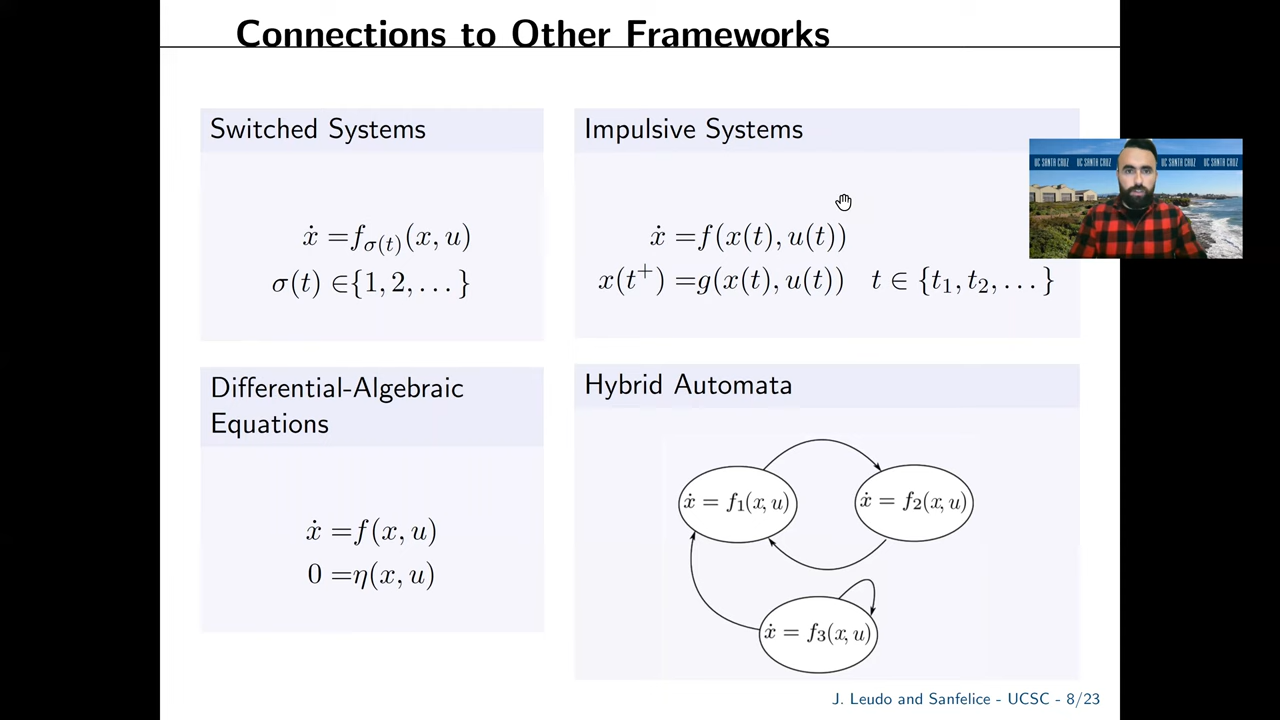 Connections to Other Frameworks
Switched Systems
ẋ = f_{σ(t)}(x, u)
σ(t) ∈ {1, 2, . . . }
Impulsive Systems
ẋ = f(x(t), u(t))
x(t⁺) = g(x(t), u(t)) t ∈ {t₁, t₂, . . . }
UC SANTA CRUZ UC SANTA CRUZ UC SANTA CRUZ UC SANTA CRUZ
Differential-Algebraic
Equations
ẋ = f(x, u)
0 = η(x, u)
Hybrid Automata
ẋ = f₁(x, u)
ẋ = f₂(x, u)
ẋ = f₃(x, u)
J. Leudo and Sanfelice - UCSC - 8/23